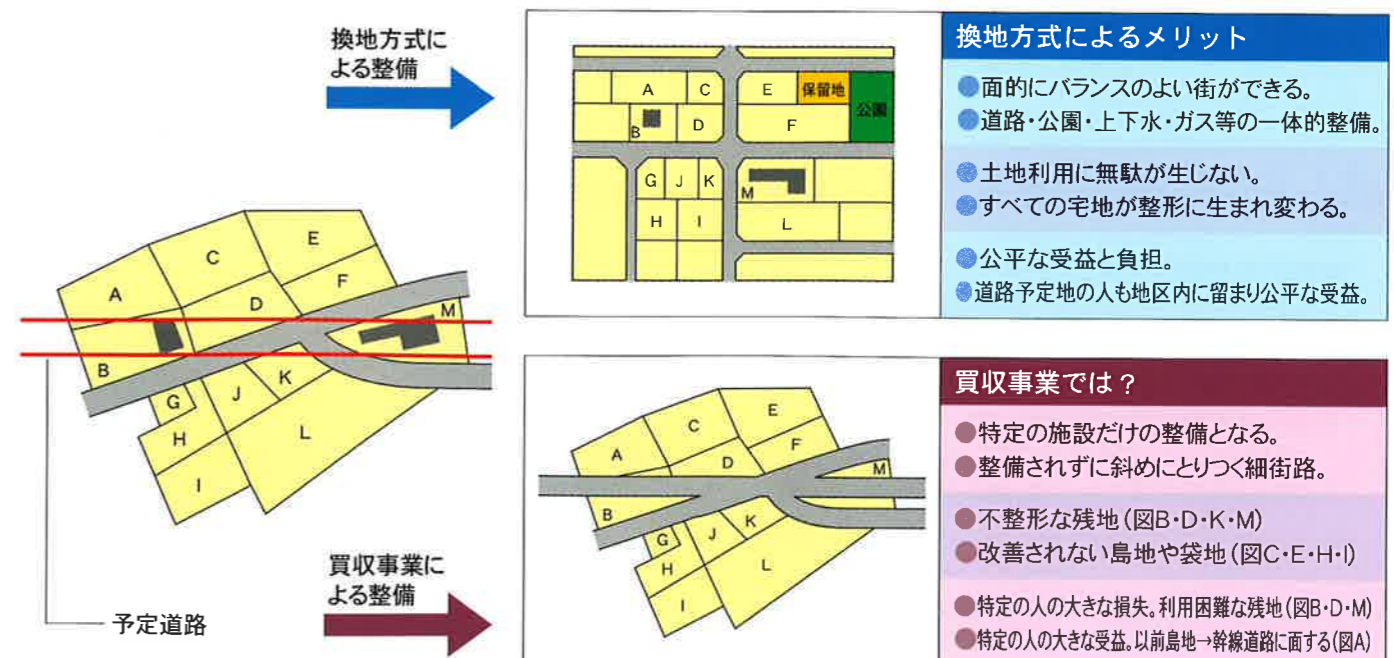 換地方式に
よる整備
A
C
E
保留地
公園
B
D
F
G
J
K
M
H
I
L
換地方式によるメリット
●面的にバランスのよい街ができる。
●道路・公園・上下水・ガス等の一体的整備。
●土地利用に無駄が生じない。
●すべての宅地が整形に生まれ変わる。
●公平な受益と負担。
●道路予定地の人も地区内に留まり公平な受益。
A
C
E
B
D
F
M
G
J
K
H
I
L
予定道路
買収事業に
よる整備
A
C
E
B
D
F
M
G
J
K
H
I
L
買収事業では？
●特定の施設だけの整備となる。
●整備されずに斜めにとりつく細街路。
●不整形な残地(図B・D・K・M)
●改善されない島地や袋地(図C・E・H・I)
●特定の人の大きな損失。利用困難な残地(図B・D・M)
●特定の人の大きな受益。以前島地→幹線道路に面する(図A)